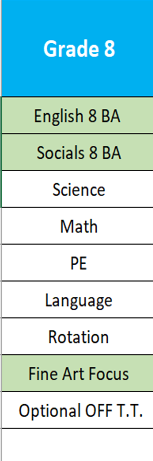 Grade 8
English 8 BA
Socials 8 BA
Science
Math
PE
Language
Rotation
Fine Art Focus
Optional OFF T.T.